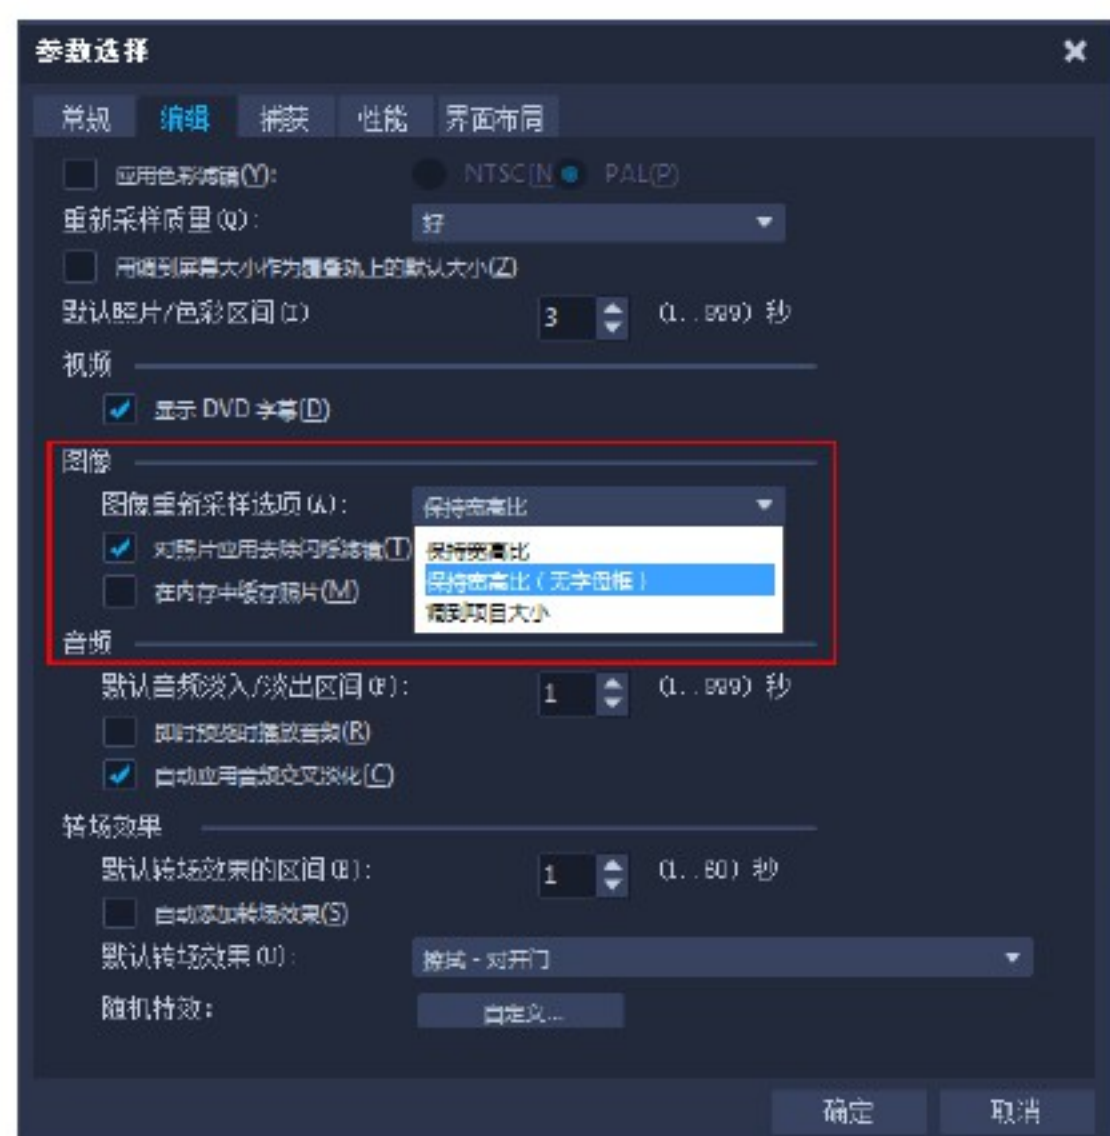 参数选择
常规 编辑 捕获 性能 界面布局
应用色彩滤镜(Y): NTSC(N PAL(P)
重新采样质量(Q): 好
用调到屏幕大小作为覆叠轨上的默认大小(Z)
默认照片/色彩区间(I) 3 (1..999) 秒
视频
显示 DVD 字幕(D)
图像
图像重新采样选项(A): 保持宽高比
对照片应用去除闪烁滤镜(T) 保持宽高比
保持宽高比(无字母框)
在内存中缓存照片(M) 调到项目大小
音频
默认音频淡入/淡出区间(F): 1 (1..999) 秒
即时预览时播放音频(R)
自动应用音频交叉淡化(C)
转场效果
默认转场效果的区间(E): 1 (1..60) 秒
自动添加转场效果(S)
默认转场效果(U): 擦拭 - 对开门
随机特效: 自定义...
确定 取消